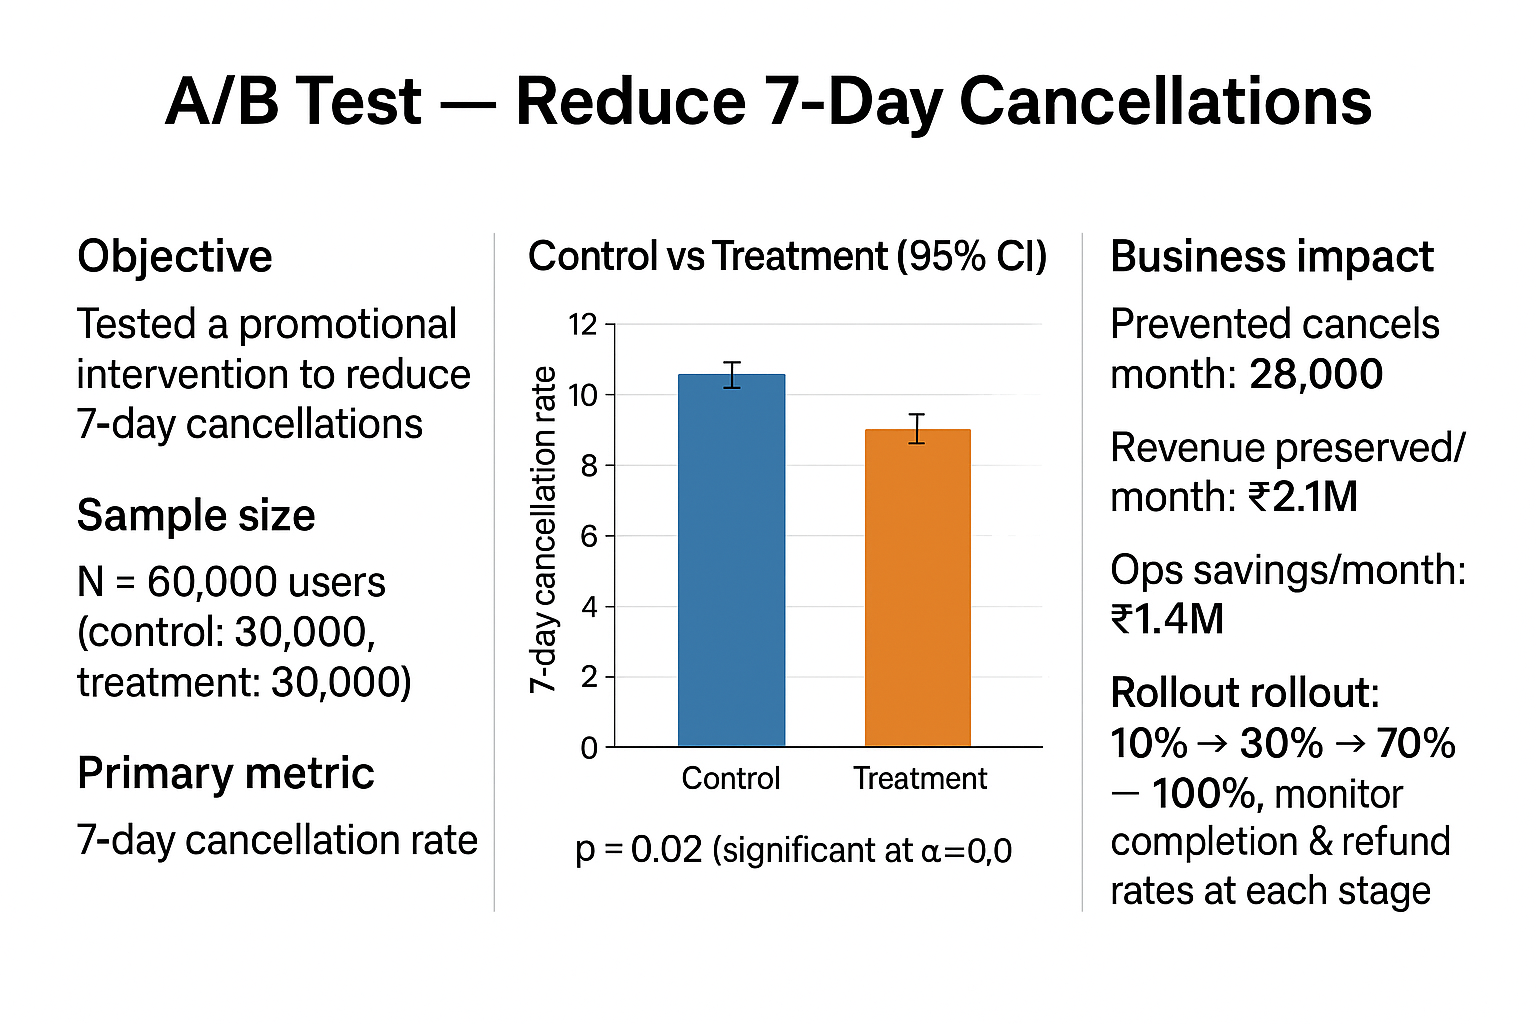 A/B Test — Reduce 7-Day Cancellations
Objective
Tested a promotional
intervention to reduce
7-day cancellations
Sample size
N = 60,000 users
(control: 30,000,
treatment: 30,000)
Primary metric
7-day cancellation rate
Control vs Treatment (95% CI)
7-day cancellation rate
12
10
8
6
4
2
0
Control
Treatment
p = 0.02 (significant at α=0,0
Business impact
Prevented cancels
month: 28,000
Revenue preserved/
month: ₹2.1M
Ops savings/month:
₹1.4M
Rollout rollout:
10% → 30% → 70%
— 100%, monitor
completion & refund
rates at each stage